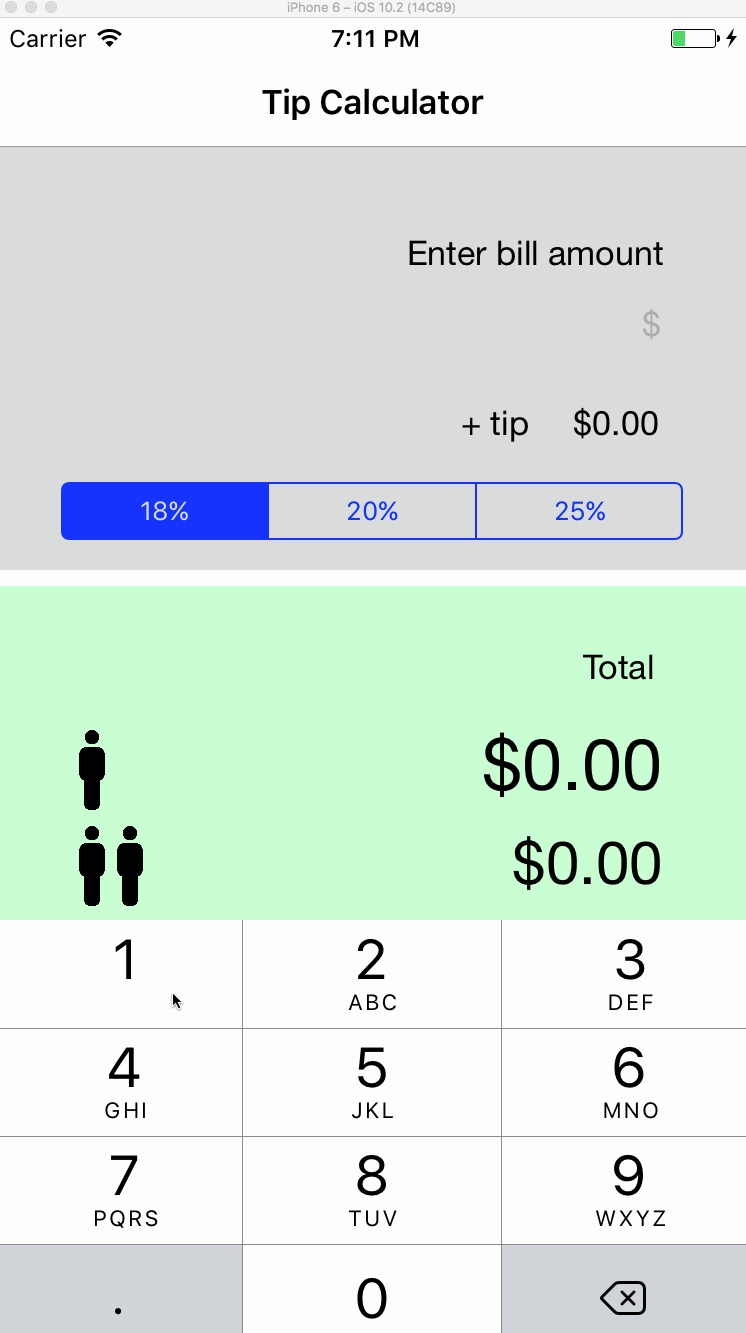 iPhone 6 – iOS 10.2 (14C89)
Carrier 7:11 PM
Tip Calculator
Enter bill amount
$
+ tip $0.00
18% 20% 25%
Total
$0.00
$0.00
1 2 3
ABC DEF
4 5 6
GHI JKL MNO
7 8 9
PQRS TUV WXYZ
. 0